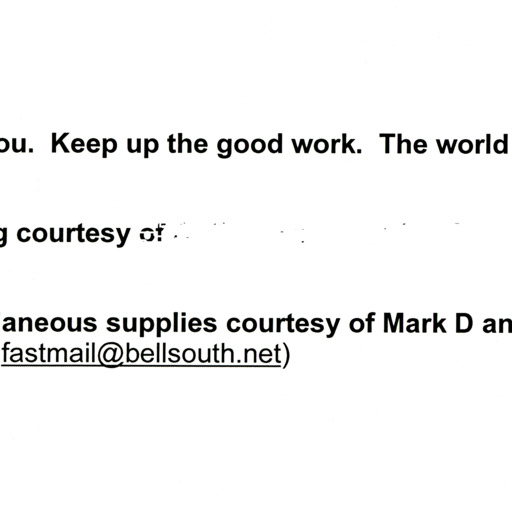 ou. Keep up the good work. The world
g courtesy of
aneous supplies courtesy of Mark D an
fastmail@bellsouth.net)